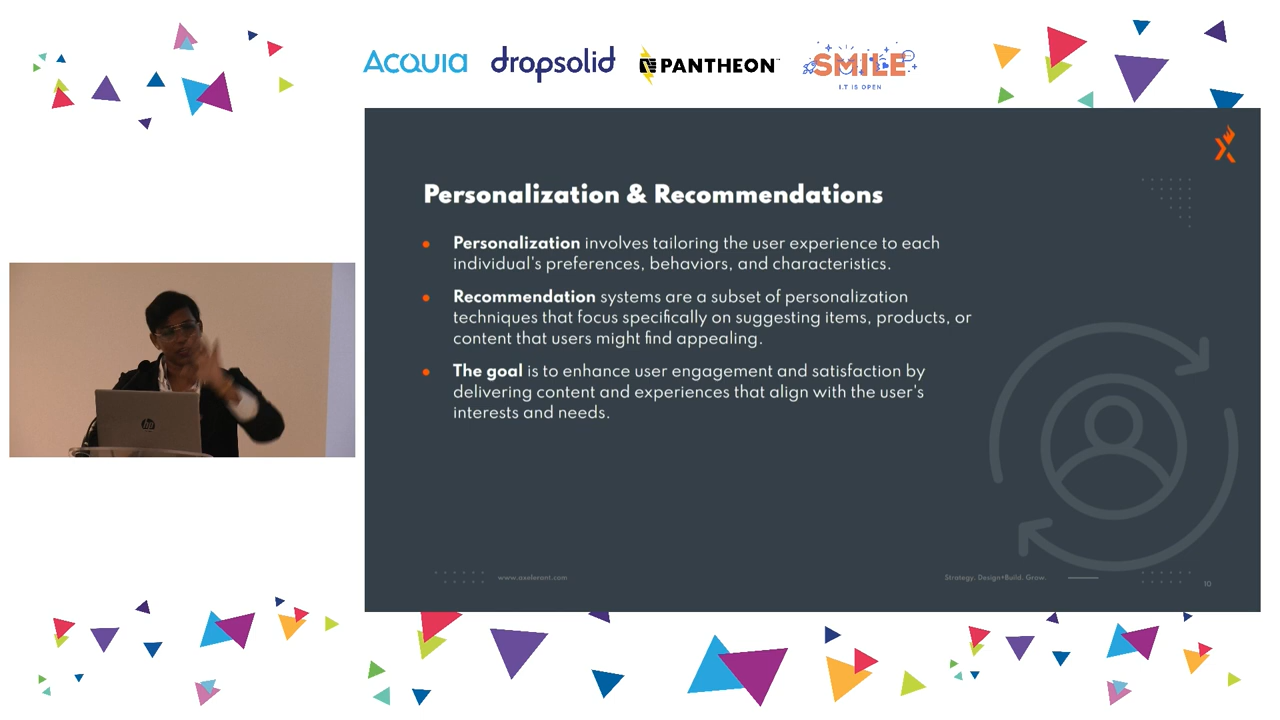 Acquia
dropsolid
PANTHEON
SMILE
I.T IS OPEN
Personalization & Recommendations
Personalization involves tailoring the user experience to each
individual's preferences, behaviors, and characteristics.
Recommendation systems are a subset of personalization
techniques that focus specifically on suggesting items, products, or
content that users might find appealing.
The goal is to enhance user engagement and satisfaction by
delivering content and experiences that align with the user's
interests and needs.
hp
www.axelerant.com
Strategy. Design+Build. Grow.
10